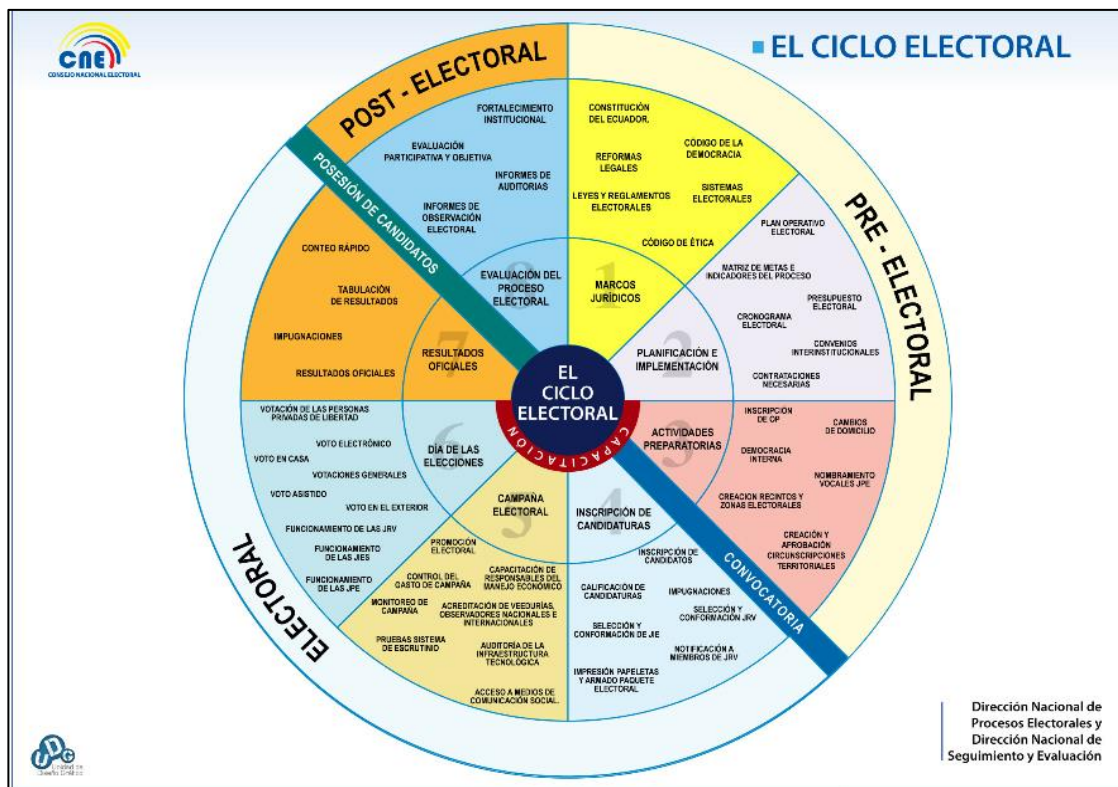 CNE
CONSEJO NACIONAL ELECTORAL
EL CICLO ELECTORAL
POST - ELECTORAL
PRE - ELECTORAL
ELECTORAL
POSESIÓN DE CANDIDATOS
CONVOCATORIA
EL
CICLO
ELECTORAL
CAPACITACIÓN
1
MARCOS
JURÍDICOS
CONSTITUCIÓN
DEL ECUADOR.
CÓDIGO DE LA
DEMOCRACIA
REFORMAS
LEGALES
SISTEMAS
ELECTORALES
LEYES Y REGLAMENTOS
ELECTORALES
CÓDIGO DE ÉTICA
2
PLANIFICACIÓN E
IMPLEMENTACIÓN
PLAN OPERATIVO
ELECTORAL
MATRIZ DE METAS E
INDICADORES DEL PROCESO
PRESUPUESTO
ELECTORAL
CRONOGRAMA
ELECTORAL
CONVENIOS
INTERINSTITUCIONALES
CONTRATACIONES
NECESARIAS
3
ACTIVIDADES
PREPARATORIAS
INSCRIPCIÓN
DE OP
CAMBIOS
DE DOMICILIO
DEMOCRACIA
INTERNA
NOMBRAMIENTO
VOCALES JPE
CREACION RECINTOS Y
ZONAS ELECTORALES
CREACIÓN Y
APROBACIÓN
CIRCUNSCRIPCIONES
TERRITORIALES
4
INSCRIPCIÓN DE
CANDIDATURAS
INSCRIPCIÓN DE
CANDIDATOS
CALIFICACIÓN DE
CANDIDATURAS
IMPUGNACIONES
SELECCIÓN Y
CONFORMACIÓN JRV
SELECCIÓN Y
CONFORMACIÓN DE JIE
NOTIFICACIÓN A
MIEMBROS DE JRV
IMPRESIÓN PAPELETAS
Y ARMADO PAQUETE
ELECTORAL
5
CAMPAÑA
ELECTORAL
PROMOCIÓN
ELECTORAL
CAPACITACIÓN DE
RESPONSABLES DEL
MANEJO ECONÓMICO
CONTROL DEL
GASTO DE CAMPAÑA
MONITOREO DE
CAMPAÑA
ACREDITACIÓN DE VEEDURÍAS,
OBSERVADORES NACIONALES E
INTERNACIONALES
PRUEBAS SISTEMA
DE ESCRUTINIO
AUDITORÍA DE LA
INFRAESTRUCTURA
TECNOLÓGICA
ACCESO A MEDIOS DE
COMUNICACIÓN SOCIAL.
6
DÍA DE LAS
ELECCIONES
VOTACIÓN DE LAS PERSONAS
PRIVADAS DE LIBERTAD
VOTO ELECTRÓNICO
VOTO EN CASA
VOTACIONES GENERALES
VOTO ASISTIDO
VOTO EN EL EXTERIOR
FUNCIONAMIENTO DE LAS JRV
FUNCIONAMIENTO
DE LAS JIES
FUNCIONAMIENTO
DE LAS JPE
7
RESULTADOS
OFICIALES
CONTEO RÁPIDO
TABULACIÓN
DE RESULTADOS
IMPUGNACIONES
RESULTADOS OFICIALES
8
EVALUACIÓN DEL
PROCESO
ELECTORAL
FORTALECIMIENTO
INSTITUCIONAL
EVALUACIÓN
PARTICIPATIVA Y OBJETIVA
INFORMES DE
AUDITORIAS
INFORMES DE
OBSERVACIÓN
ELECTORAL
UDG
Unidad de
Diseño Gráfico
Dirección Nacional de
Procesos Electorales y
Dirección Nacional de
Seguimiento y Evaluación